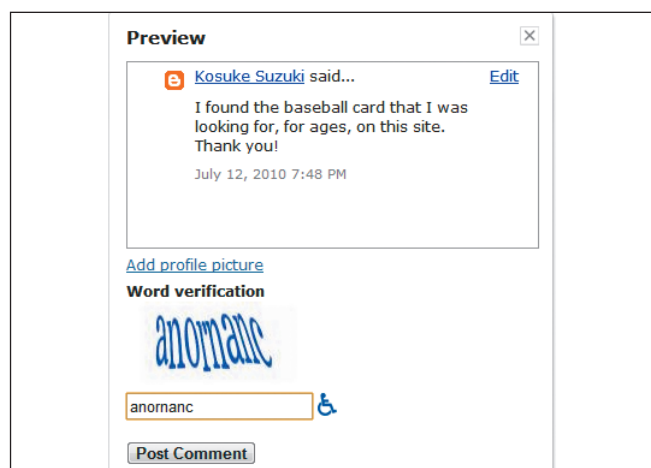 Preview
Kosuke Suzuki said... Edit
I found the baseball card that I was
looking for, for ages, on this site.
Thank you!
July 12, 2010 7:48 PM
Add profile picture
Word verification
anornanc
anornanc
Post Comment